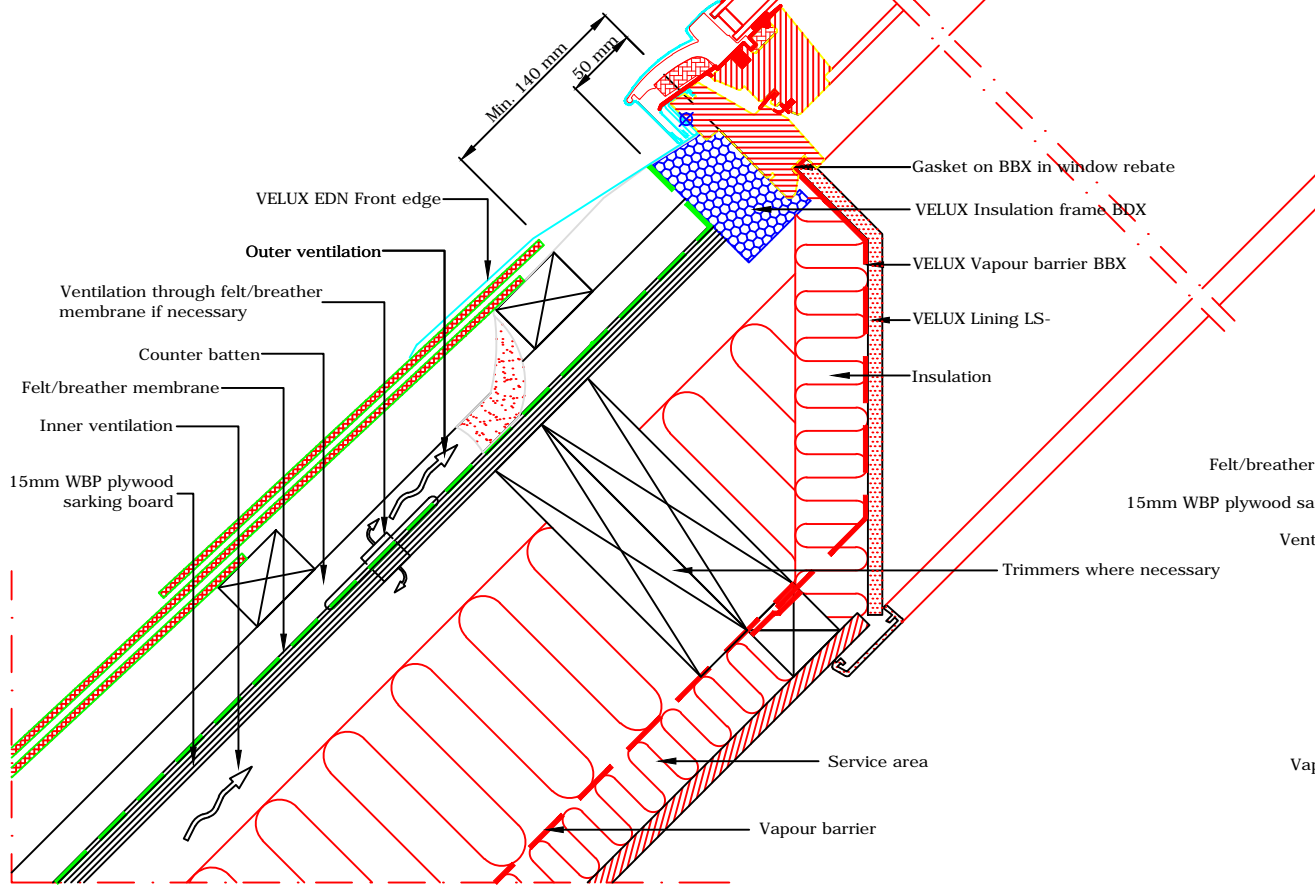 Min. 140 mm
50 mm
Gasket on BBX in window rebate
VELUX EDN Front edge
VELUX Insulation frame BDX
Outer ventilation
VELUX Vapour barrier BBX
Ventilation through felt/breather
membrane if necessary
VELUX Lining LS-
Counter batten
Insulation
Felt/breather membrane
Inner ventilation
15mm WBP plywood
sarking board
Felt/breather
15mm WBP plywood sa
Vent
Trimmers where necessary
Service area
Vap
Vapour barrier